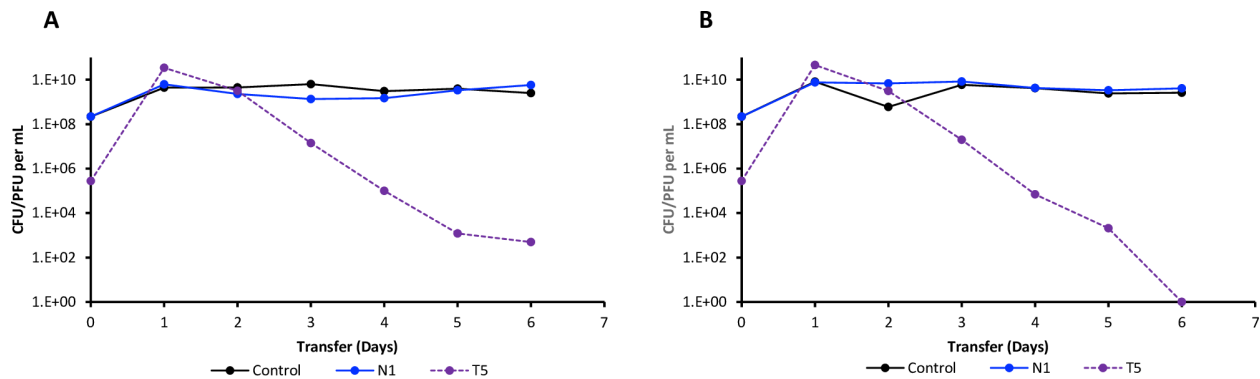 A
1.E+10
1.E+08
1.E+06
1.E+04
1.E+02
1.E+00
CFU/PFU per mL
0 1 2 3 4 5 6 7
Transfer (Days)
Control N1 T5
B
1.E+10
1.E+08
1.E+06
1.E+04
1.E+02
1.E+00
CFU/PFU per mL
0 1 2 3 4 5 6 7
Transfer (Days)
Control N1 T5